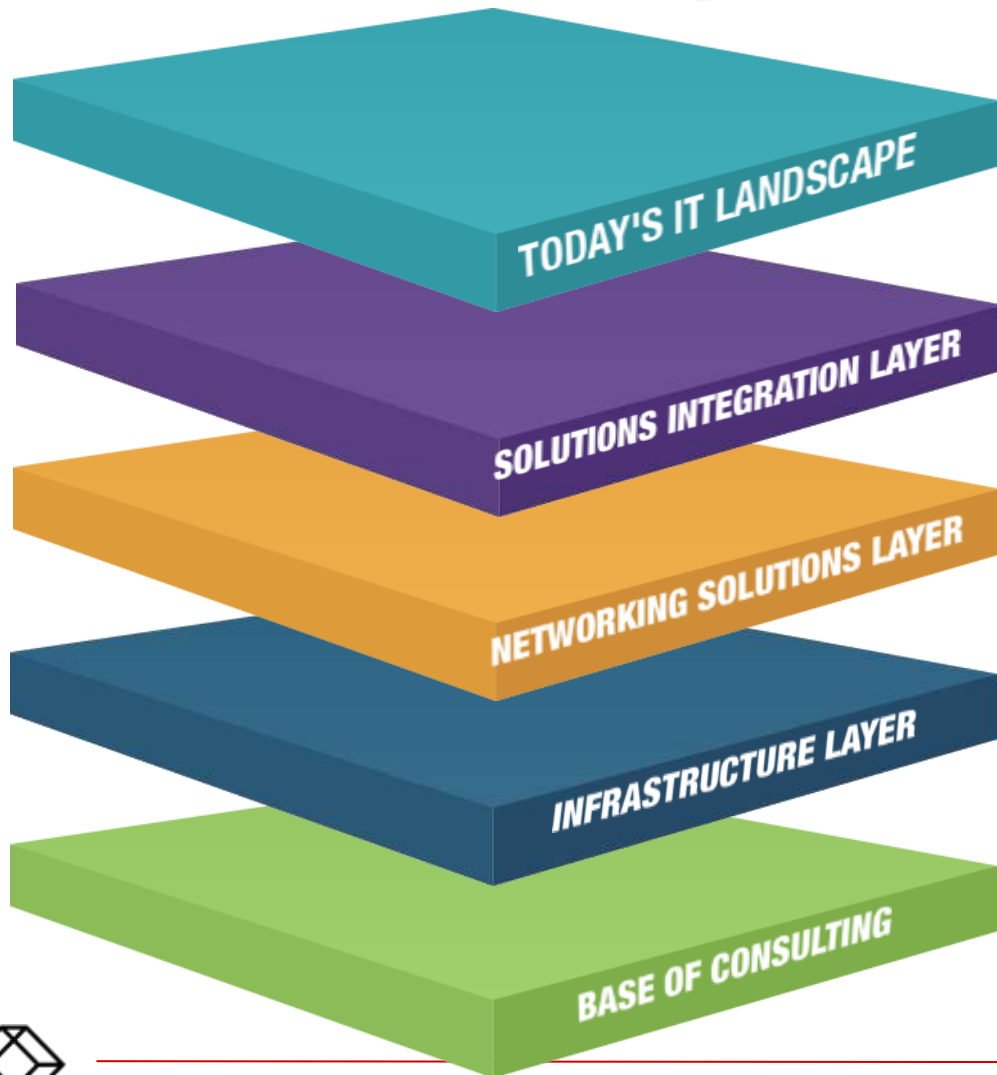 TODAY'S IT LANDSCAPE
SOLUTIONS INTEGRATION LAYER
NETWORKING SOLUTIONS LAYER
INFRASTRUCTURE LAYER
BASE OF CONSULTING